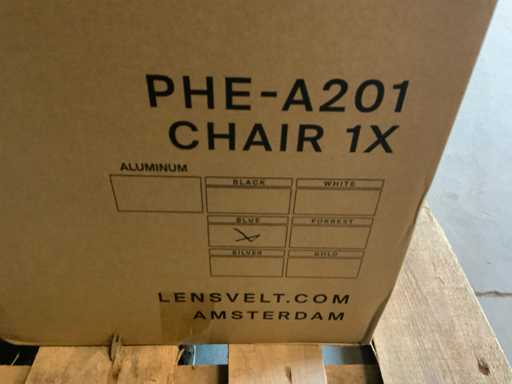 PHE-A201
CHAIR 1X
ALUMINUM
BLACK WHITE
BLUE FORREST
SILVER GOLD
LENSVELT.COM
AMSTERDAM